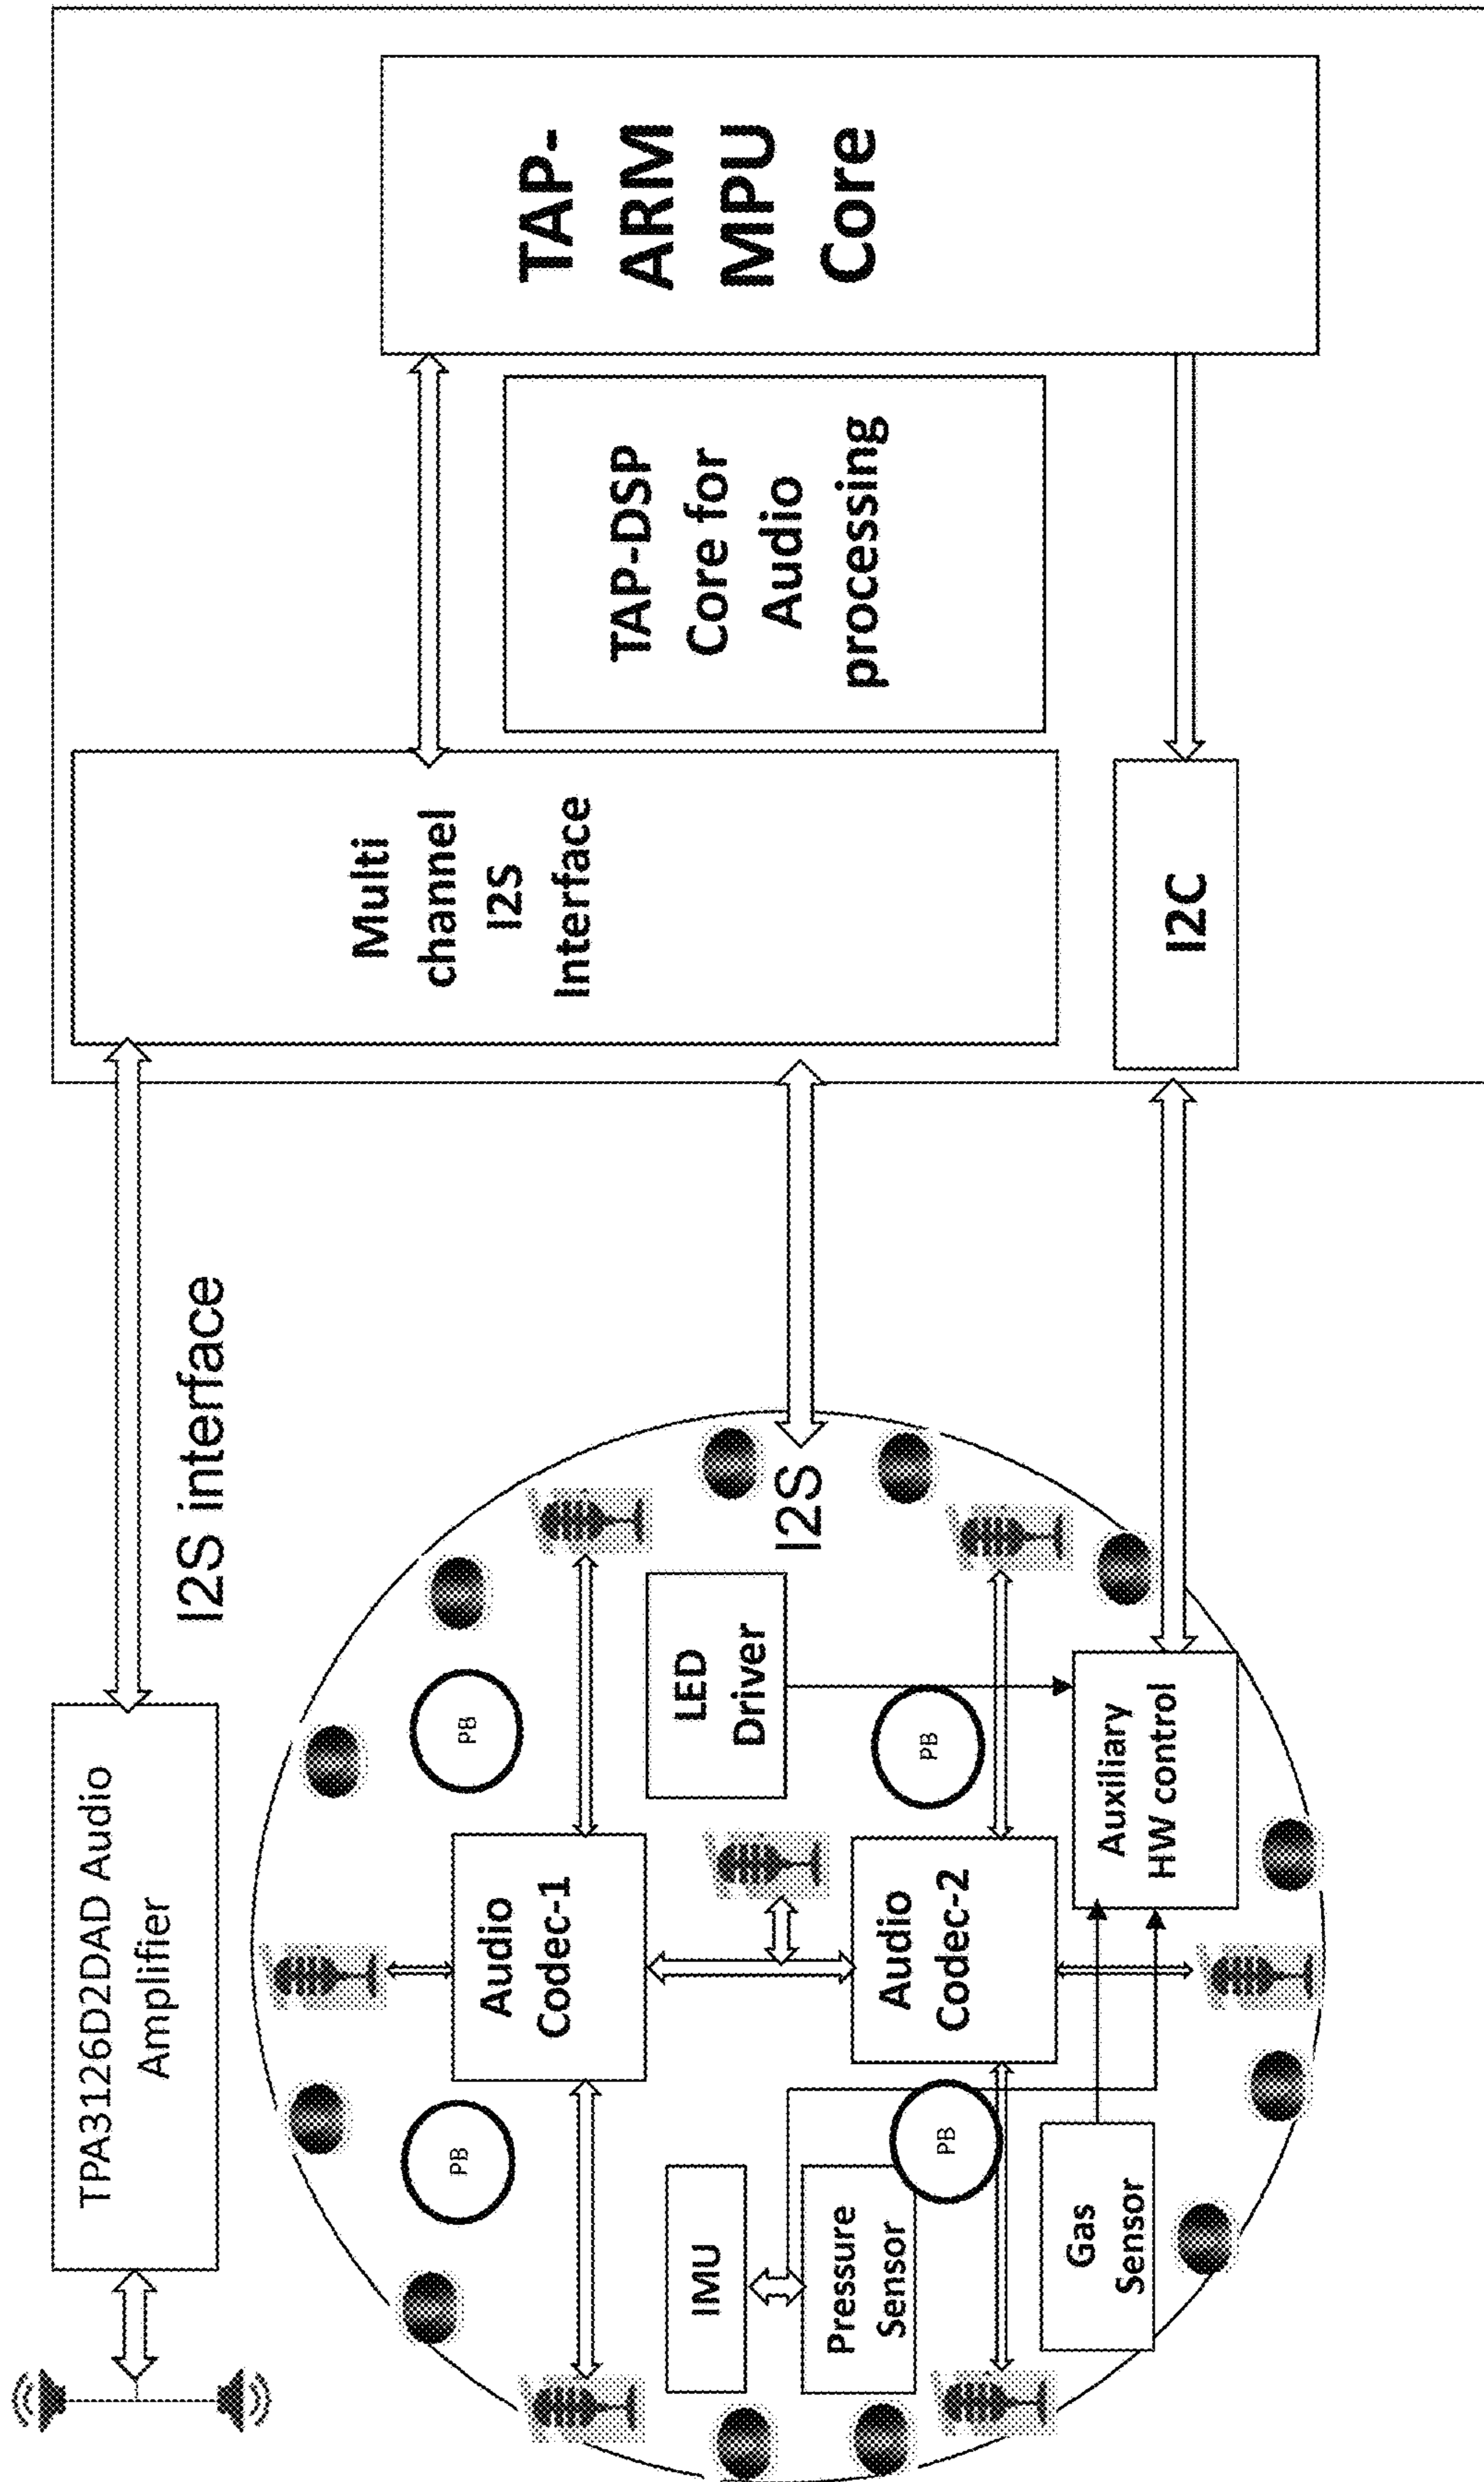 TPA3126D2DAD Audio
Amplifier
I2S interface
PB
PB
Audio
Codec-1
IMU
LED
Driver
I2S
Pressure
Sensor
PB
Audio
Codec-2
PB
Gas
Sensor
Auxiliary
HW control
Multi
channel
I2S
Interface
TAP-DSP
Core for
Audio
processing
TAP-
ARM
MPU
Core
I2C